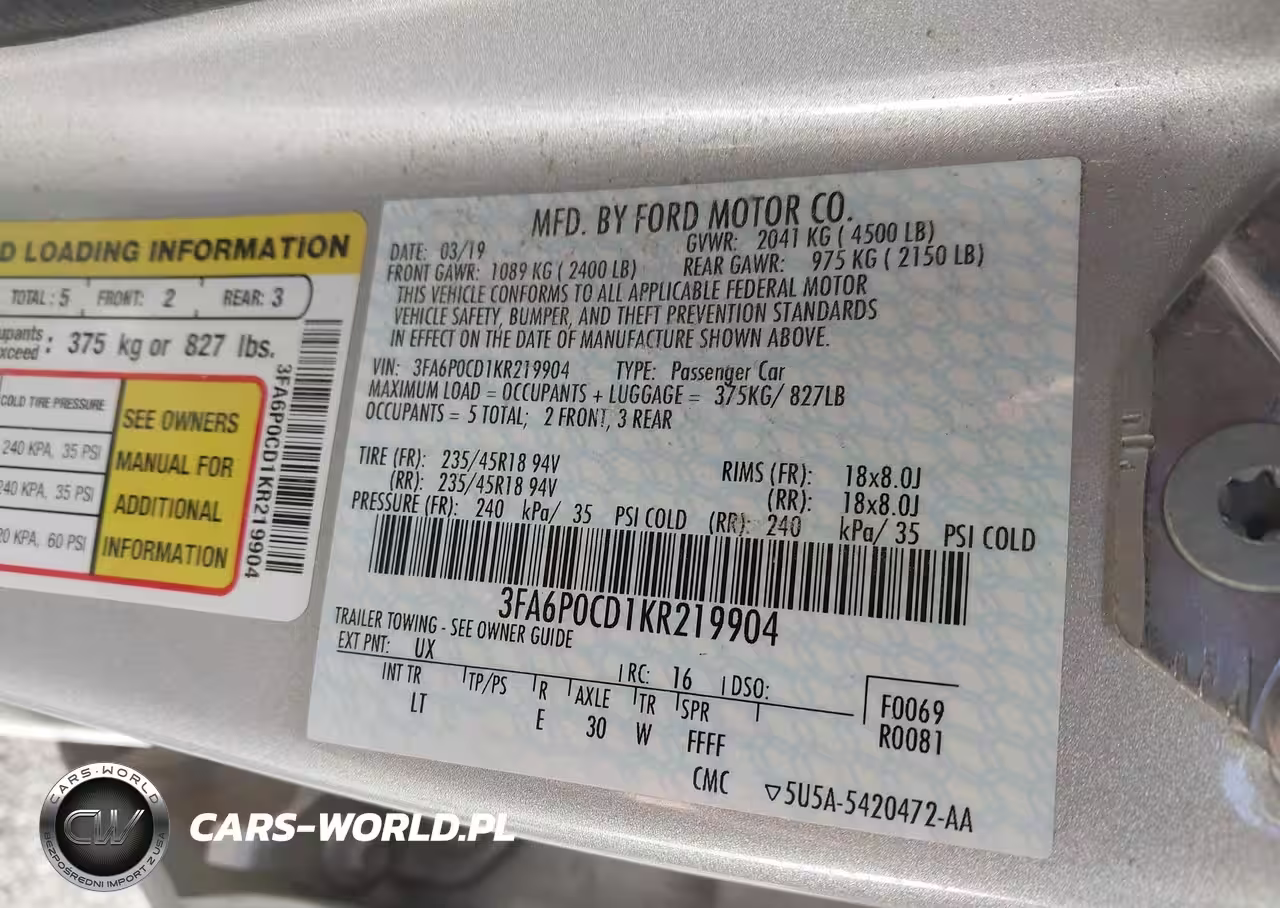 D LOADING INFORMATION
TOTAL : 5 FRONT: 2 REAR: 3
upants
xceed : 375 kg or 827 lbs.
COLD TIRE PRESSURE
240 KPA, 35 PSI
240 KPA, 35 PSI
20 KPA, 60 PSI
SEE OWNERS
MANUAL FOR
ADDITIONAL
INFORMATION
3FA6P0CD1KR219904
MFD. BY FORD MOTOR CO.
DATE: 03/19 GVWR: 2041 KG ( 4500 LB)
FRONT GAWR: 1089 KG ( 2400 LB) REAR GAWR: 975 KG ( 2150 LB)
THIS VEHICLE CONFORMS TO ALL APPLICABLE FEDERAL MOTOR
VEHICLE SAFETY, BUMPER, AND THEFT PREVENTION STANDARDS
IN EFFECT ON THE DATE OF MANUFACTURE SHOWN ABOVE.
VIN: 3FA6P0CD1KR219904 TYPE: Passenger Car
MAXIMUM LOAD = OCCUPANTS + LUGGAGE = 375KG/ 827LB
OCCUPANTS = 5 TOTAL; 2 FRONT, 3 REAR
TIRE (FR): 235/45R18 94V RIMS (FR): 18x8.0J
(RR): 235/45R18 94V (RR): 18x8.0J
PRESSURE (FR): 240 kPa/ 35 PSI COLD (RR): 240 kPa/ 35 PSI COLD
3FA6P0CD1KR219904
TRAILER TOWING - SEE OWNER GUIDE
EXT PNT: UX RC: 16 DSO:
INT TR TP/PS R AXLE TR SPR
LT E 30 W FFFF
F0069
R0081
CMC ▽5U5A-5420472-AA
CARS-WORLD
CW
BEZPOŚREDNI IMPORT Z USA
CARS-WORLD.PL